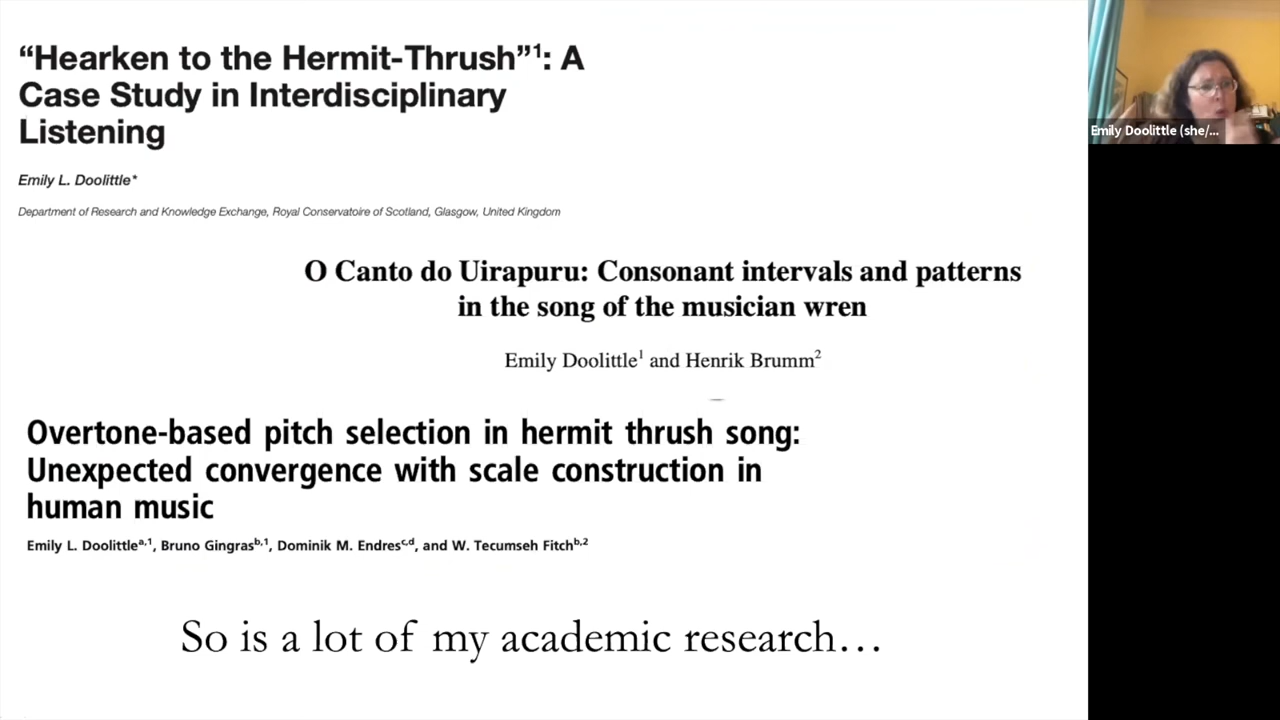 “Hearken to the Hermit-Thrush”¹: A
Case Study in Interdisciplinary
Listening
Emily L. Doolittle*
Department of Research and Knowledge Exchange, Royal Conservatoire of Scotland, Glasgow, United Kingdom
O Canto do Uirapuru: Consonant intervals and patterns
in the song of the musician wren
Emily Doolittle¹ and Henrik Brumm²
Overtone-based pitch selection in hermit thrush song:
Unexpected convergence with scale construction in
human music
Emily L. Doolittleᵃ,¹, Bruno Gingrasᵇ,¹, Dominik M. Endresᶜ,ᵈ, and W. Tecumseh Fitchᵇ,²
So is a lot of my academic research…
Emily Doolittle (she/...